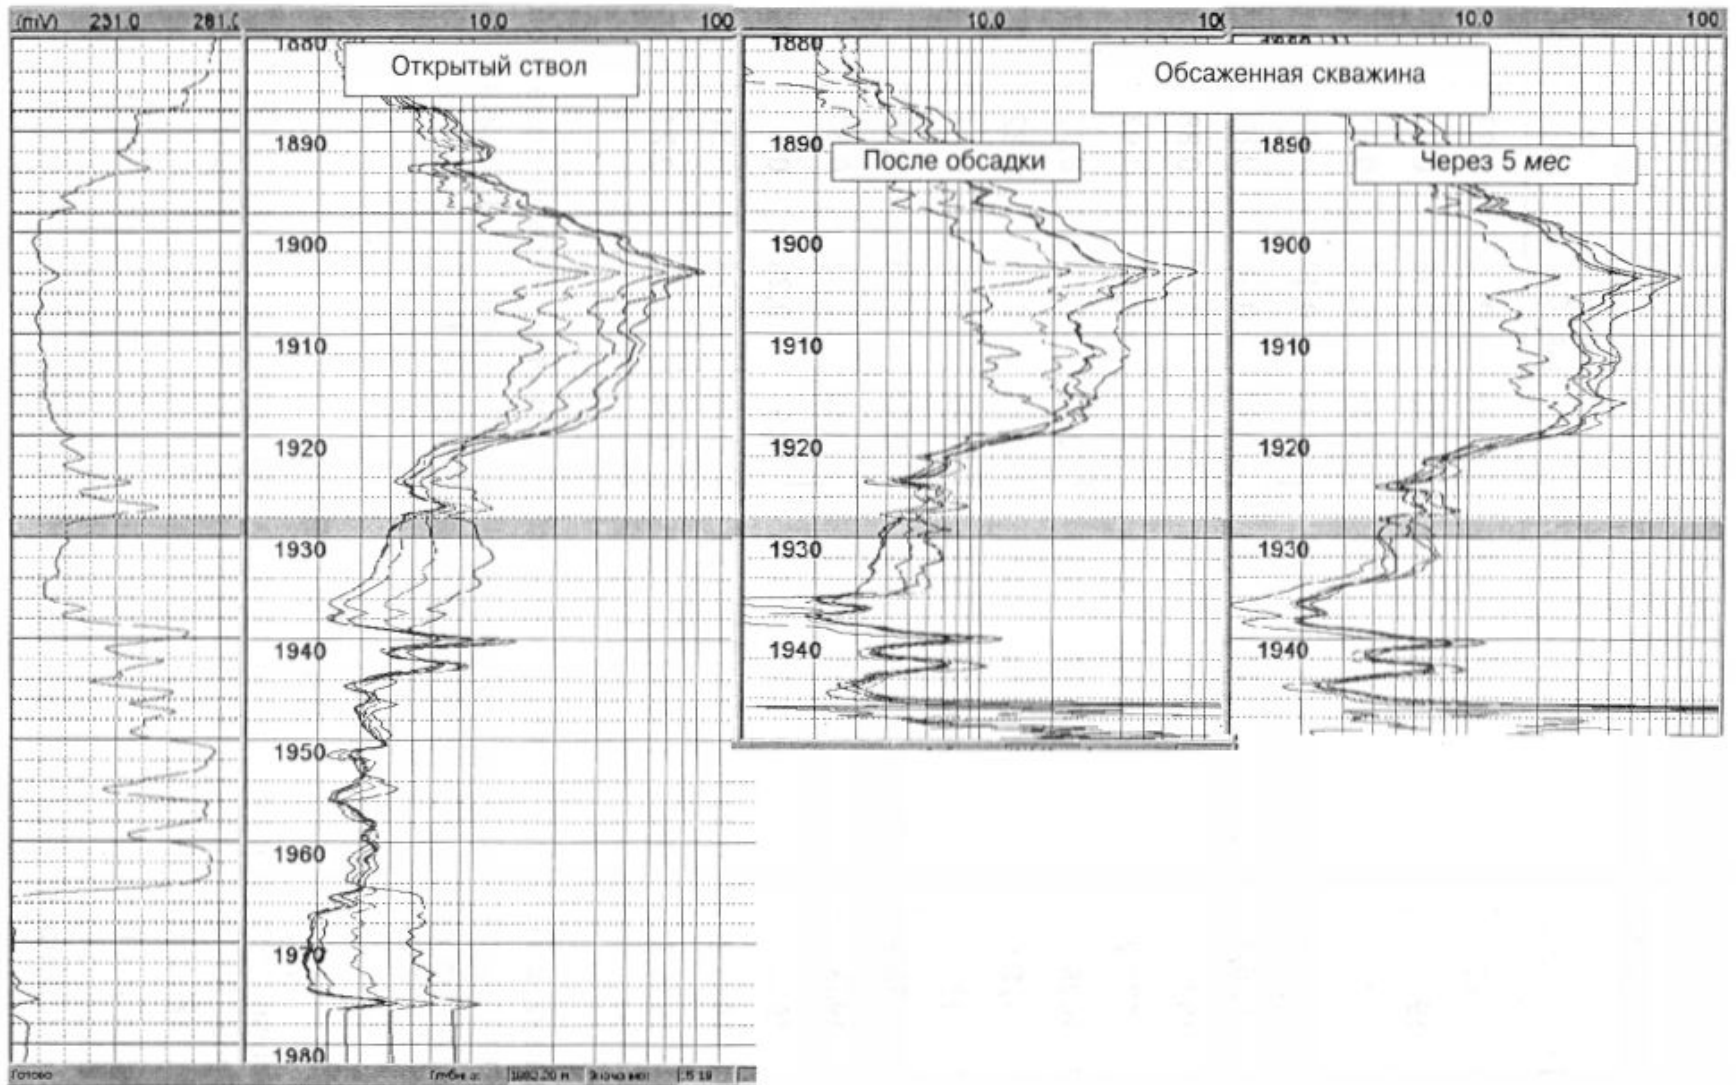 (mV) 231.0 281.0 10.0 100 10.0 10 10.0 100
1880 1880 1880
Открытый ствол Обсаженная скважина
1890 1890 1890
После обсадки Через 5 мес
1900 1900 1900
1910 1910 1910
1920 1920 1920
1930 1930 1930
1940 1940 1940
1950
1960
1970
1980
Готово